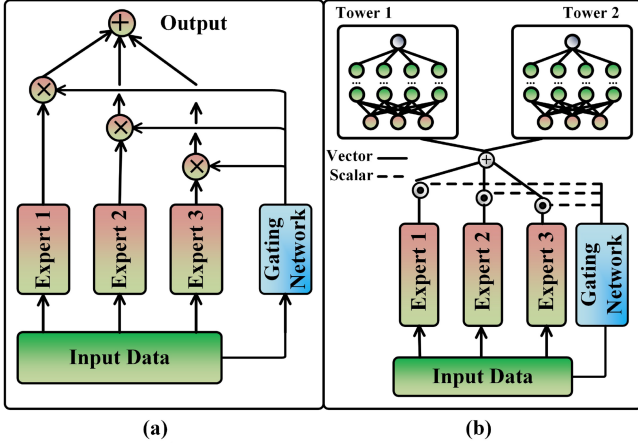 Output
Expert 1
Expert 2
Expert 3
Gating
Network
Input Data
(a)
Tower 1
Tower 2
...
...
...
...
...
...
...
...
Vector
Scalar
Expert 1
Expert 2
Expert 3
Gating
Network
Input Data
(b)